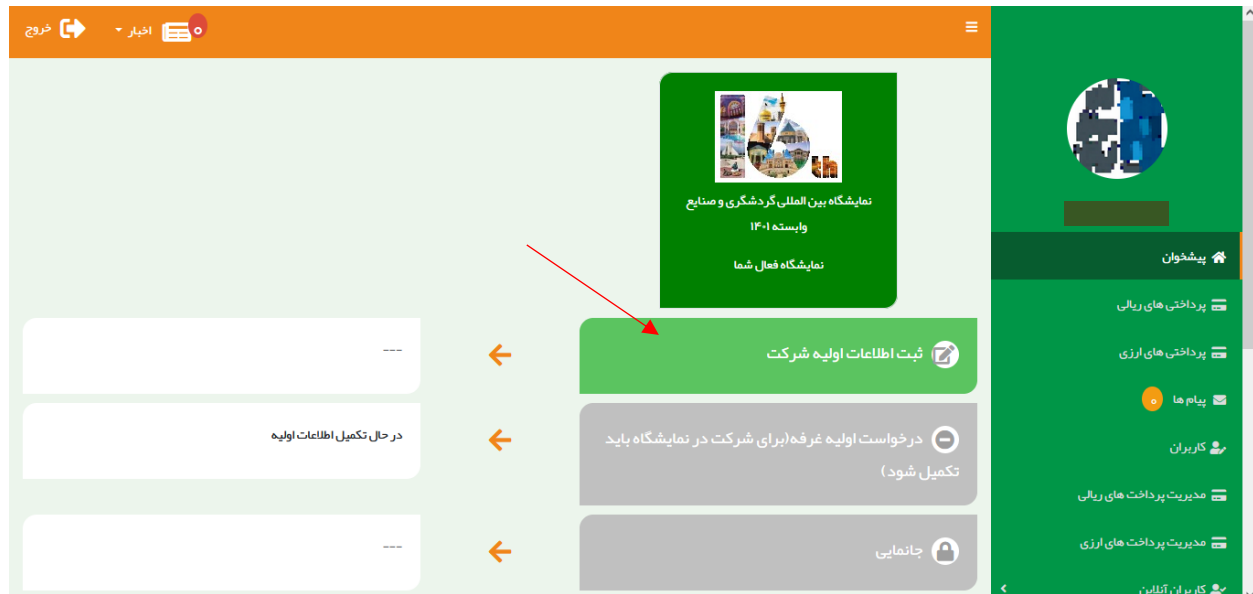 ۰ اخبار
خروج
16th
نمایشگاه بین المللی گردشگری و صنایع
وابسته ۱۴۰۱
نمایشگاه فعال شما
ثبت اطلاعات اولیه شرکت
---
درخواست اولیه غرفه(برای شرکت در نمایشگاه باید
تکمیل شود)
در حال تکمیل اطلاعات اولیه
جانمایی
---
پیشخوان
پرداختی های ریالی
پرداختی های ارزی
پیام ها ۰
کاربران
مدیریت پرداخت های ریالی
مدیریت پرداخت های ارزی
کاربران آنلاین